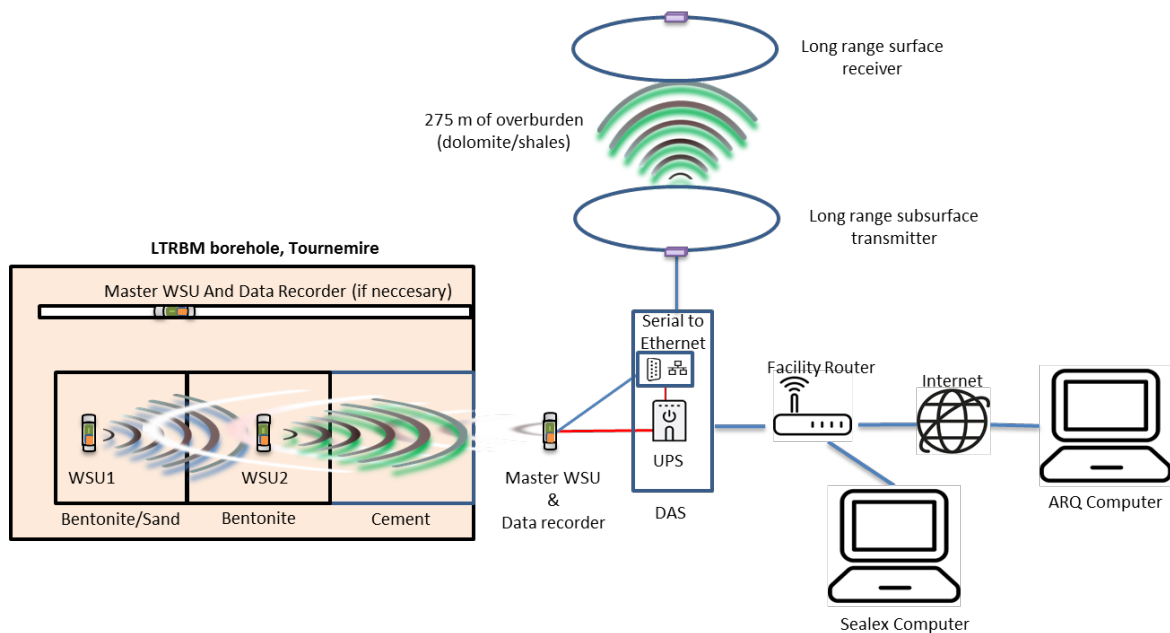 Long range surface
receiver
275 m of overburden
(dolomite/shales)
Long range subsurface
transmitter
LTRBM borehole, Tournemire
Master WSU And Data Recorder (if neccesary)
Serial to
Ethernet
Facility Router
Internet
WSU1
WSU2
UPS
Master WSU
&
Data recorder
Bentonite/Sand
Bentonite
Cement
DAS
ARQ Computer
Sealex Computer